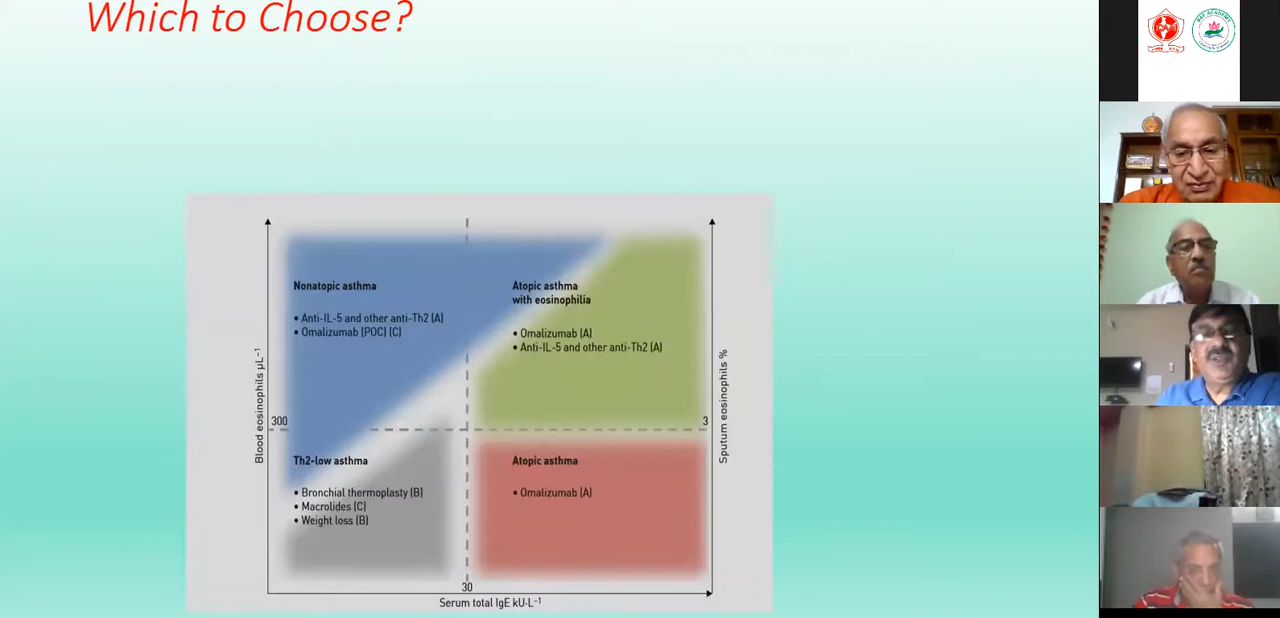 Which to Choose?
Nonatopic asthma
• Anti-IL-5 and other anti-Th2 (A)
• Omalizumab (POC) (C)
Atopic asthma
with eosinophilia
• Omalizumab (A)
• Anti-IL-5 and other anti-Th2 (A)
Blood eosinophils µL⁻¹
Sputum eosinophils %
300
3
Th2-low asthma
• Bronchial thermoplasty (B)
• Macrolides (C)
• Weight loss (B)
Atopic asthma
• Omalizumab (A)
30
Serum total IgE kU·L⁻¹